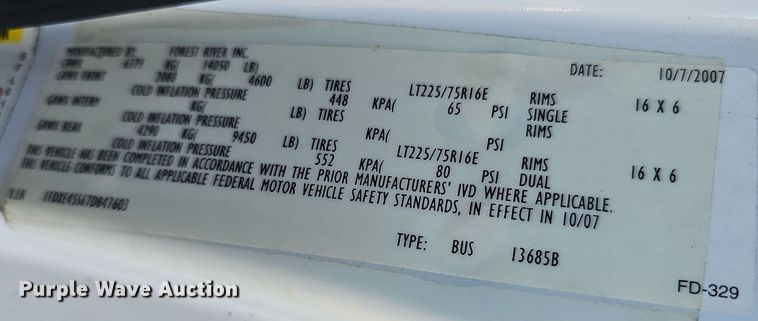 MANUFACTURED BY: FOREST RIVER INC. DATE: 10/7/2007
GVWR 6379 KG( 14050 LB)
GAWR FRONT 2088 KG( 4600 LB) TIRES LT225/75R16E RIMS 16 X 6
COLD INFLATION PRESSURE 448 KPA( 65 PSI SINGLE
GAWR INTERM KG( LB) TIRES RIMS
COLD INFLATION PRESSURE KPA( PSI
GAWR REAR 4290 KG( 9450 LB) TIRES LT225/75R16E RIMS 16 X 6
COLD INFLATION PRESSURE 552 KPA( 80 PSI DUAL
THIS VEHICLE HAS BEEN COMPLETED IN ACCORDANCE WITH THE PRIOR MANUFACTURERS' IVD WHERE APPLICABLE.
THIS VEHICLE CONFORMS TO ALL APPLICABLE FEDERAL MOTOR VEHICLE SAFETY STANDARDS, IN EFFECT IN 10/07
V.I.N 1FDXE45S67DB47603
TYPE: BUS 13685B
FD-329
Purple Wave Auction